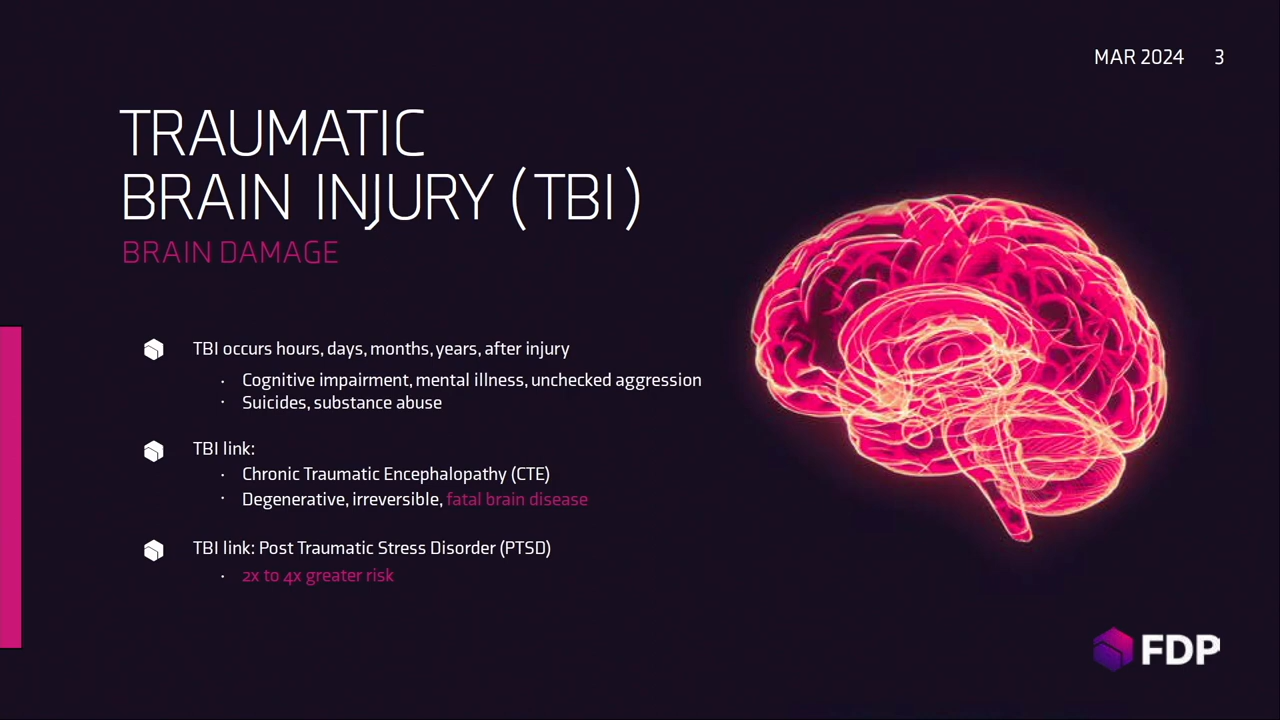 MAR 2024 3
TRAUMATIC
BRAIN INJURY (TBI)
BRAIN DAMAGE
TBI occurs hours, days, months, years, after injury
· Cognitive impairment, mental illness, unchecked aggression
· Suicides, substance abuse
TBI link:
· Chronic Traumatic Encephalopathy (CTE)
· Degenerative, irreversible, fatal brain disease
TBI link: Post Traumatic Stress Disorder (PTSD)
· 2x to 4x greater risk
FDP